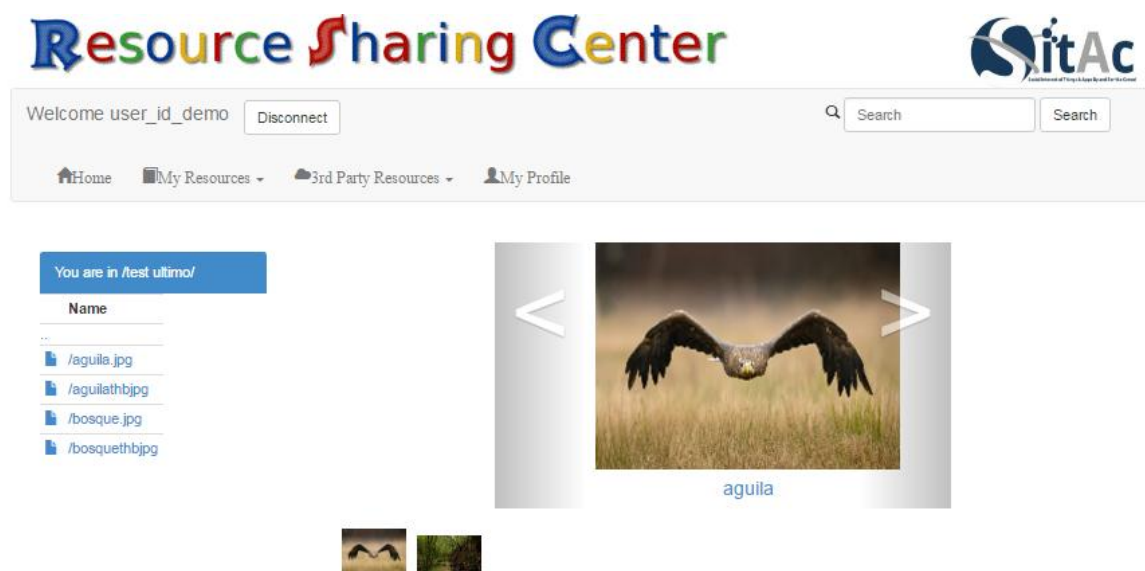 Resource Sharing Center
SitAc
Welcome user_id_demo
Disconnect
Search
Search
Home
My Resources
3rd Party Resources
My Profile
You are in /test ultimo/
Name
..
/aguila.jpg
/aguilathbjpg
/bosque.jpg
/bosquethbjpg
<
>
aguila